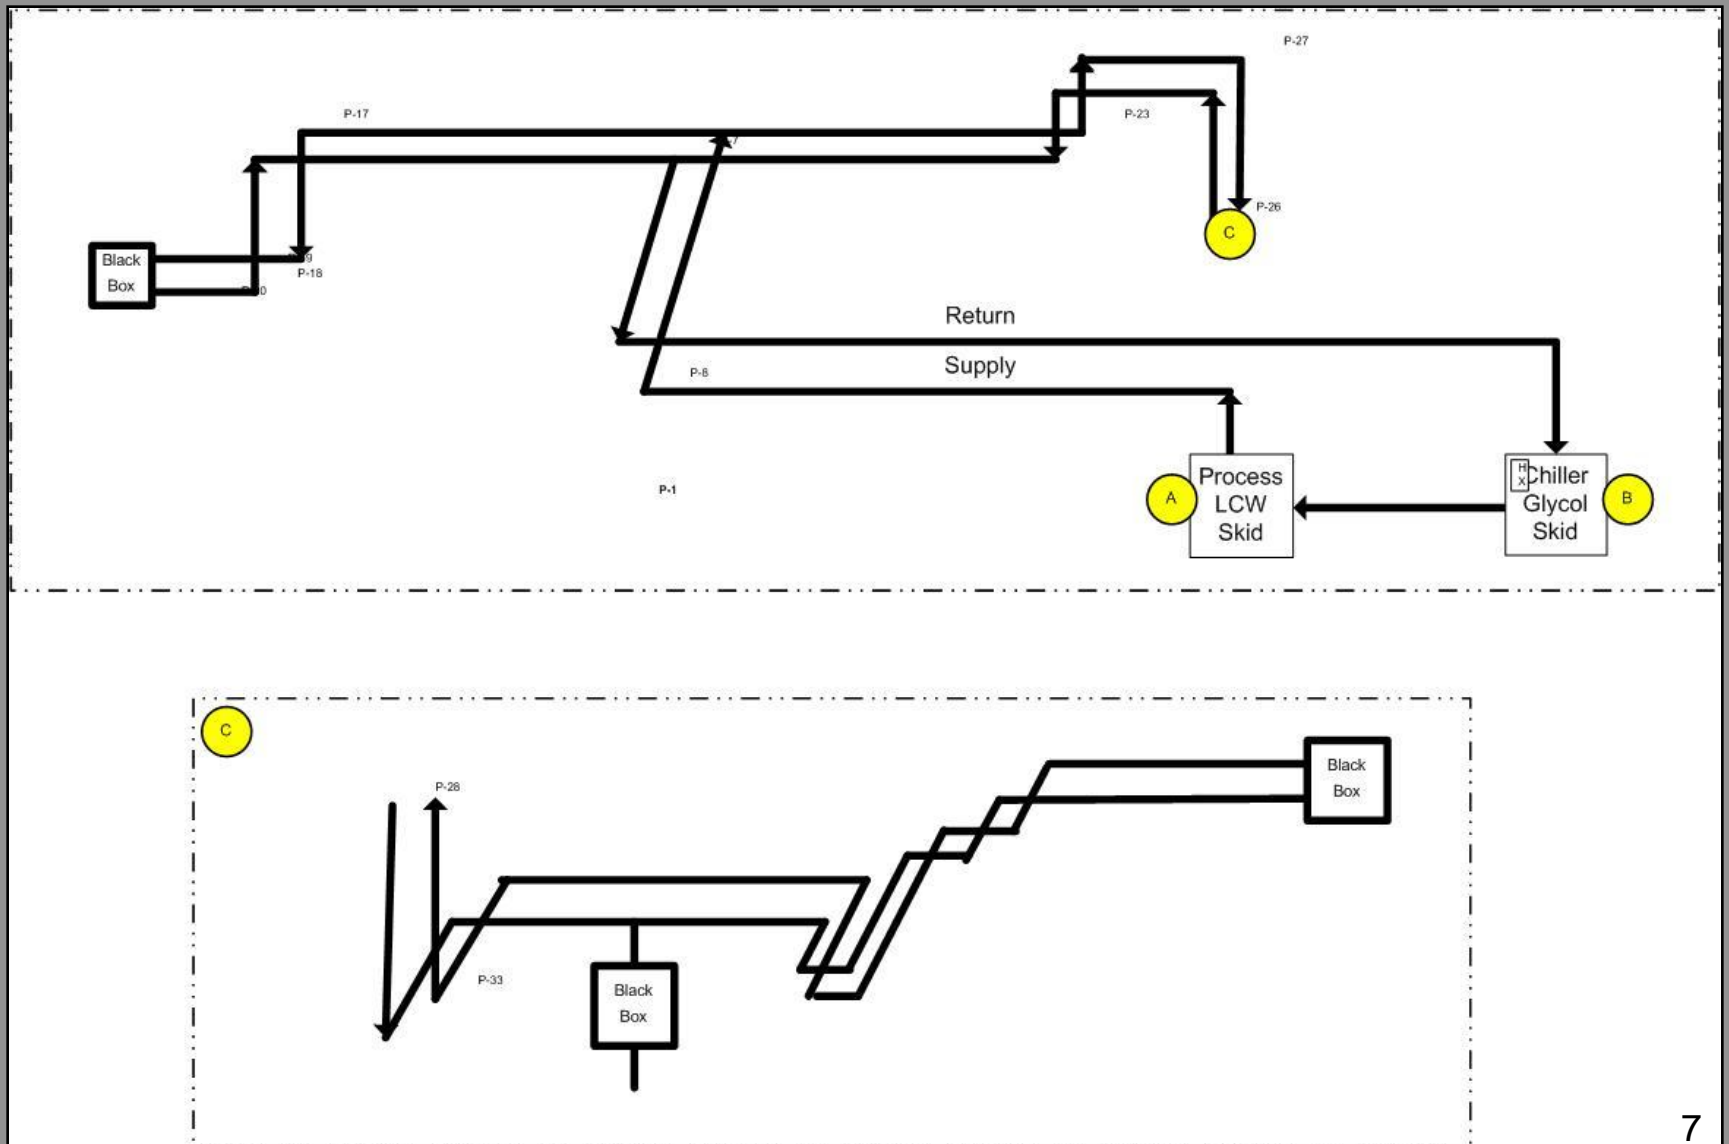 P-27
P-17
P-23
P-26
C
Black
Box
P-18
Return
Supply
P-8
P-1
A
Process
LCW
Skid
H
X
Chiller
Glycol
Skid
B
C
Black
Box
P-28
P-33
Black
Box
7